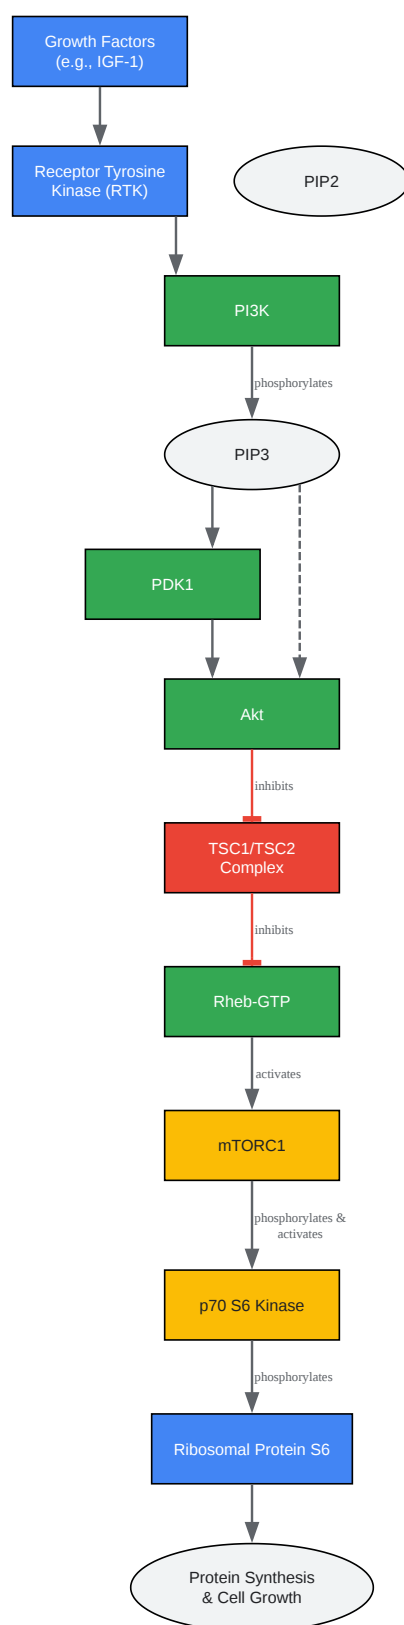 Growth Factors
(e.g., IGF-1)
Receptor Tyrosine
Kinase (RTK)
PIP2
PI3K
phosphorylates
PIP3
PDK1
Akt
inhibits
TSC1/TSC2
Complex
inhibits
Rheb-GTP
activates
mTORC1
phosphorylates &
activates
p70 S6 Kinase
phosphorylates
Ribosomal Protein S6
Protein Synthesis
& Cell Growth